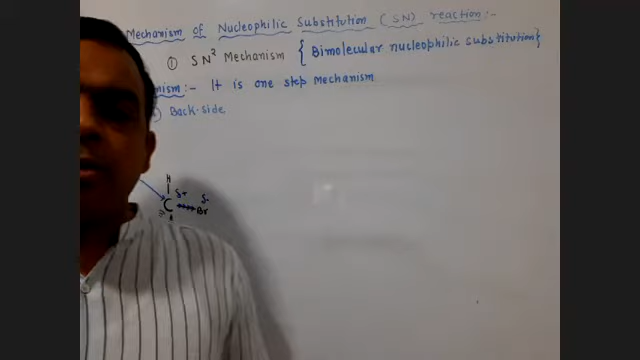 Mechanism of Nucleophilic Substitution (SN) reaction :-
① SN² Mechanism { Bimolecular nucleophilic substitution}
nism :- It is one step mechanism
Back-side
H
δ+ δ-
C Br